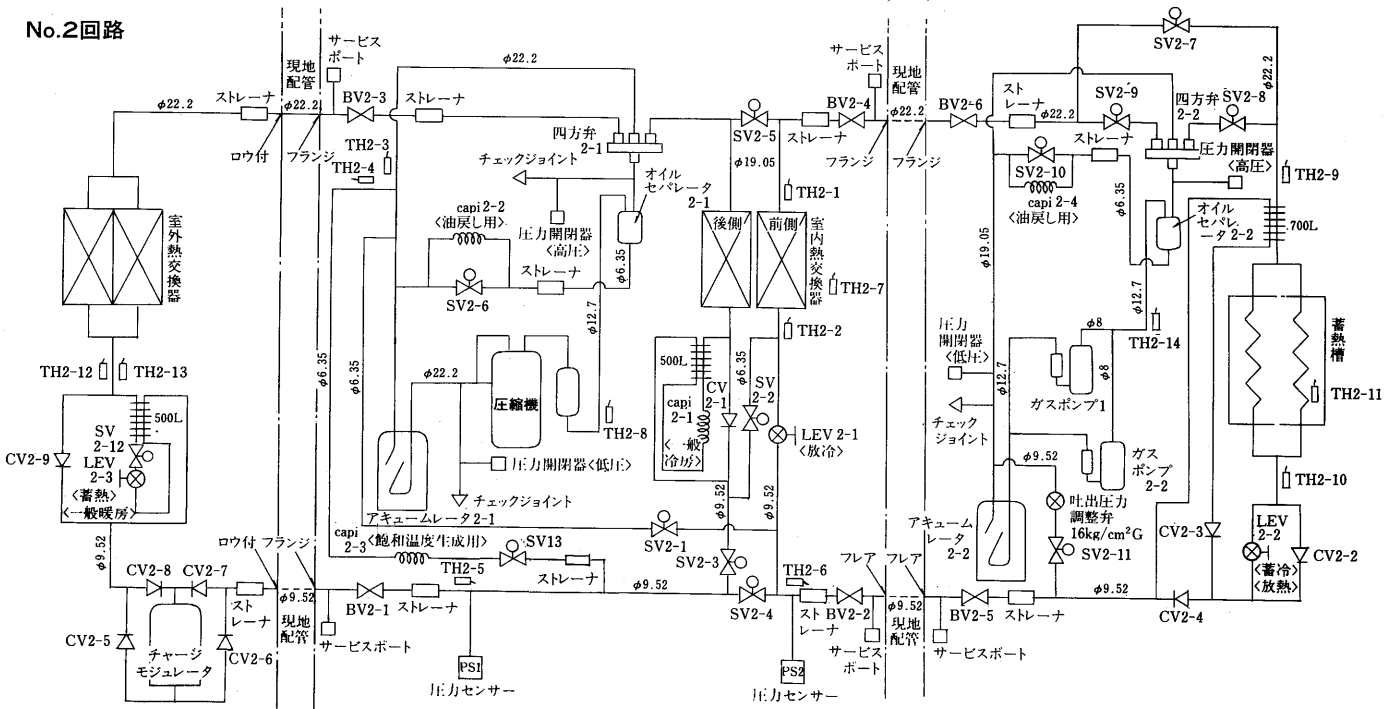 No.2回路
サービス
ポート
現地
配管
ストレーナ
φ22.2
φ22.2
φ22.2
BV2-3
ストレーナ
ロウ付
フランジ
TH2-3
TH2-4
φ22.2
四方弁
2-1
チェックジョイント
オイル
セパレータ
2-1
capi 2-2
<油戻し用>
圧力開閉器
<高圧>
φ6.35
ストレーナ
SV2-6
φ12.7
SV2-5
φ19.05
サービス
ポート
現地
配管
BV2-4
ストレーナ
φ22.2
フランジ
フランジ
BV2-6
ストレーナ
φ22.2
SV2-7
φ22.2
SV2-9
四方弁
2-2
SV2-8
ストレーナ
SV2-10
capi 2-4
<油戻し用>
φ6.35
圧力開閉器
<高圧>
TH2-9
オイル
セパレータ2-2
700L
TH2-1
後側
前側
室内熱交換器
TH2-7
TH2-2
φ19.05
φ12.7
室外熱交換器
TH2-12
TH2-13
500L
SV
2-12
LEV
2-3
<蓄熱>
<一般暖房>
CV2-9
φ9.52
φ6.35
φ6.35
φ22.2
圧縮機
TH2-8
圧力開閉器<低圧>
チェックジョイント
アキュームレータ2-1
500L
capi
2-1
<一般
冷房>
CV
2-1
φ6.35
SV
2-2
LEV2-1
<放冷>
φ9.52
φ9.52
圧力
開閉器
<低圧>
φ12.7
チェック
ジョイント
φ8
φ8
TH2-14
ガスポンプ1
ガス
ポンプ
2-2
φ9.52
吐出圧力
調整弁
16kg/cm²G
SV2-11
アキューム
レータ
2-2
蓄熱槽
TH2-11
TH2-10
CV2-3
LEV
2-2
<蓄冷>
<放熱>
CV2-2
CV2-4
capi
2-3
<飽和温度生成用>
SV13
SV2-1
ストレーナ
SV2-3
SV2-4
TH2-5
TH2-6
φ9.52
フレア
フレア
ロウ付
フランジ
CV2-8
CV2-7
ストレーナ
φ9.52
現地
配管
BV2-1
ストレーナ
サービスポート
CV2-5
CV2-6
チャージ
モジュレータ
PS1
圧力センサー
PS2
圧力センサー
ストレーナ
BV2-2
サービス
ポート
φ9.52
現地
配管
BV2-5
ストレーナ
φ9.52
サービスポート